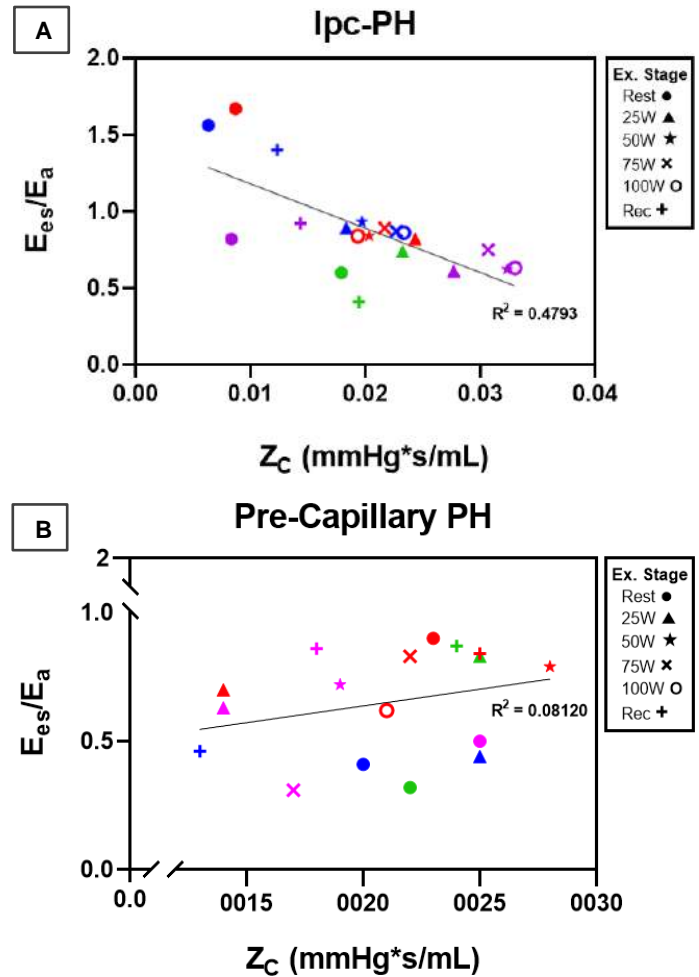 A
Ipc-PH
2.0
1.5
1.0
0.5
0.0
Ees/Ea
0.00
0.01
0.02
0.03
0.04
ZC (mmHg*s/mL)
R2 = 0.4793
Ex. Stage
Rest
25W
50W
75W
100W
Rec
B
Pre-Capillary PH
2
1.0
0.5
0.0
Ees/Ea
0.0
0015
0020
0025
0030
ZC (mmHg*s/mL)
R2 = 0.08120
Ex. Stage
Rest
25W
50W
75W
100W
Rec